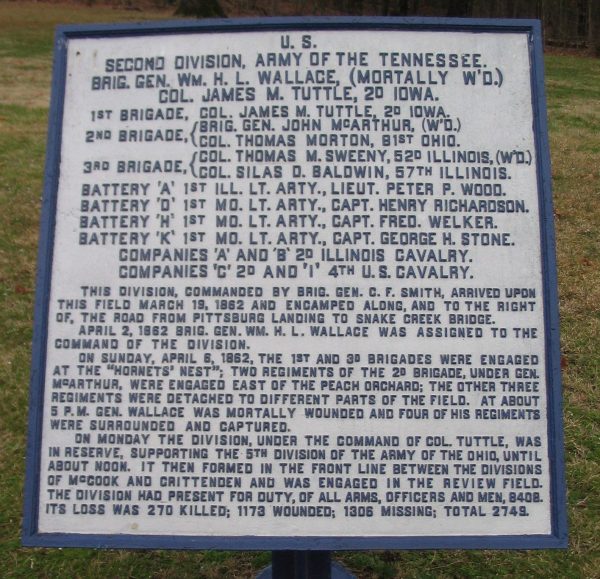 U. S.
SECOND DIVISION, ARMY OF THE TENNESSEE.
BRIG. GEN. WM. H. L. WALLACE, (MORTALLY W'D.)
COL. JAMES M. TUTTLE, 2D IOWA.
1ST BRIGADE, COL. JAMES M. TUTTLE, 2D IOWA.
2ND BRIGADE, {BRIG. GEN. JOHN McARTHUR, (W'D.)
COL. THOMAS MORTON, 81ST OHIO.
3RD BRIGADE, {COL. THOMAS M. SWEENY, 52D ILLINOIS, (W'D.)
COL. SILAS D. BALDWIN, 57TH ILLINOIS.
BATTERY 'A' 1ST ILL. LT. ARTY., LIEUT. PETER P. WOOD.
BATTERY 'D' 1ST MO. LT. ARTY., CAPT. HENRY RICHARDSON.
BATTERY 'H' 1ST MO. LT. ARTY., CAPT. FRED. WELKER.
BATTERY 'K' 1ST MO. LT. ARTY., CAPT. GEORGE H. STONE.
COMPANIES 'A' AND 'B' 2D ILLINOIS CAVALRY.
COMPANIES 'C' 2D AND 'I' 4TH U. S. CAVALRY.
THIS DIVISION, COMMANDED BY BRIG. GEN. C. F. SMITH, ARRIVED UPON
THIS FIELD MARCH 19, 1862 AND ENCAMPED ALONG, AND TO THE RIGHT
OF, THE ROAD FROM PITTSBURG LANDING TO SNAKE CREEK BRIDGE.
APRIL 2, 1862 BRIG. GEN. WM. H. L. WALLACE WAS ASSIGNED TO THE
COMMAND OF THE DIVISION.
ON SUNDAY, APRIL 6, 1862, THE 1ST AND 3D BRIGADES WERE ENGAGED
AT THE "HORNETS' NEST"; TWO REGIMENTS OF THE 2D BRIGADE, UNDER GEN.
McARTHUR, WERE ENGAGED EAST OF THE PEACH ORCHARD; THE OTHER THREE
REGIMENTS WERE DETACHED TO DIFFERENT PARTS OF THE FIELD. AT ABOUT
5 P.M. GEN. WALLACE WAS MORTALLY WOUNDED AND FOUR OF HIS REGIMENTS
WERE SURROUNDED AND CAPTURED.
ON MONDAY THE DIVISION, UNDER THE COMMAND OF COL. TUTTLE, WAS
IN RESERVE, SUPPORTING THE 5TH DIVISION OF THE ARMY OF THE OHIO, UNTIL
ABOUT NOON. IT THEN FORMED IN THE FRONT LINE BETWEEN THE DIVISIONS
OF McCOOK AND CRITTENDEN AND WAS ENGAGED IN THE REVIEW FIELD.
THE DIVISION HAD PRESENT FOR DUTY, OF ALL ARMS, OFFICERS AND MEN, 8408.
ITS LOSS WAS 270 KILLED; 1173 WOUNDED; 1306 MISSING; TOTAL 2749.